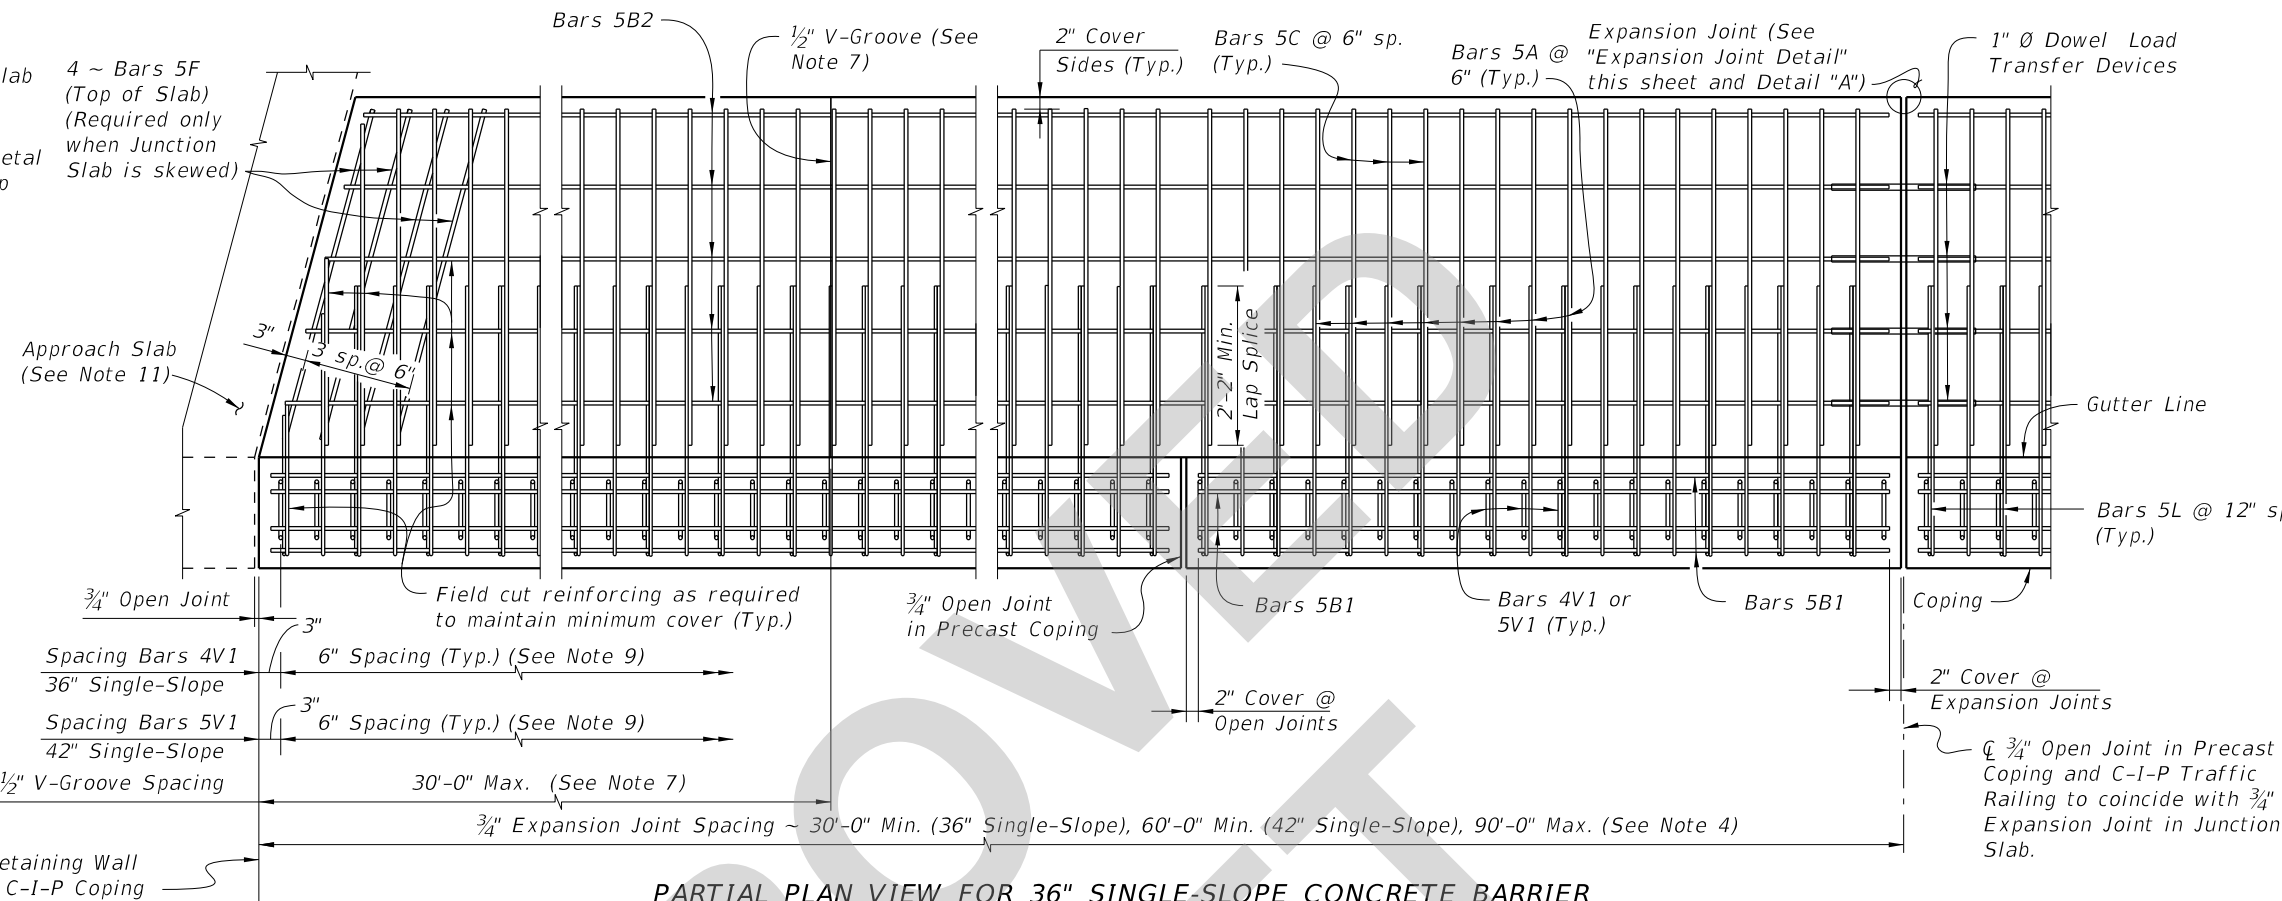 Bars 5B2
½" V-Groove (See
Note 7)
2" Cover
Sides (Typ.)
Bars 5C @ 6" sp.
(Typ.)
Bars 5A @
6" (Typ.)
Expansion Joint (See
"Expansion Joint Detail"
this sheet and Detail "A")
1" Ø Dowel Load
Transfer Devices
lab
etal
p
4 ~ Bars 5F
(Top of Slab)
(Required only
when Junction
Slab is skewed)
3"
3 sp.@ 6"
Approach Slab
(See Note 11)
2'-2" Min.
Lap Splice
Gutter Line
Bars 5L @ 12" sp
(Typ.)
¾" Open Joint
Field cut reinforcing as required
to maintain minimum cover (Typ.)
¾" Open Joint
in Precast Coping
Bars 5B1
Bars 4V1 or
5V1 (Typ.)
Bars 5B1
Coping
3"
Spacing Bars 4V1
36" Single-Slope
6" Spacing (Typ.) (See Note 9)
3"
Spacing Bars 5V1
42" Single-Slope
6" Spacing (Typ.) (See Note 9)
2" Cover @
Open Joints
2" Cover @
Expansion Joints
℄ ¾" Open Joint in Precast
Coping and C-I-P Traffic
Railing to coincide with ¾"
Expansion Joint in Junction
Slab.
½" V-Groove Spacing
30'-0" Max. (See Note 7)
¾" Expansion Joint Spacing ~ 30'-0" Min. (36" Single-Slope), 60'-0" Min. (42" Single-Slope), 90'-0" Max. (See Note 4)
etaining Wall
C-I-P Coping
PARTIAL PLAN VIEW FOR 36" SINGLE-SLOPE CONCRETE BARRIER
OVED
T